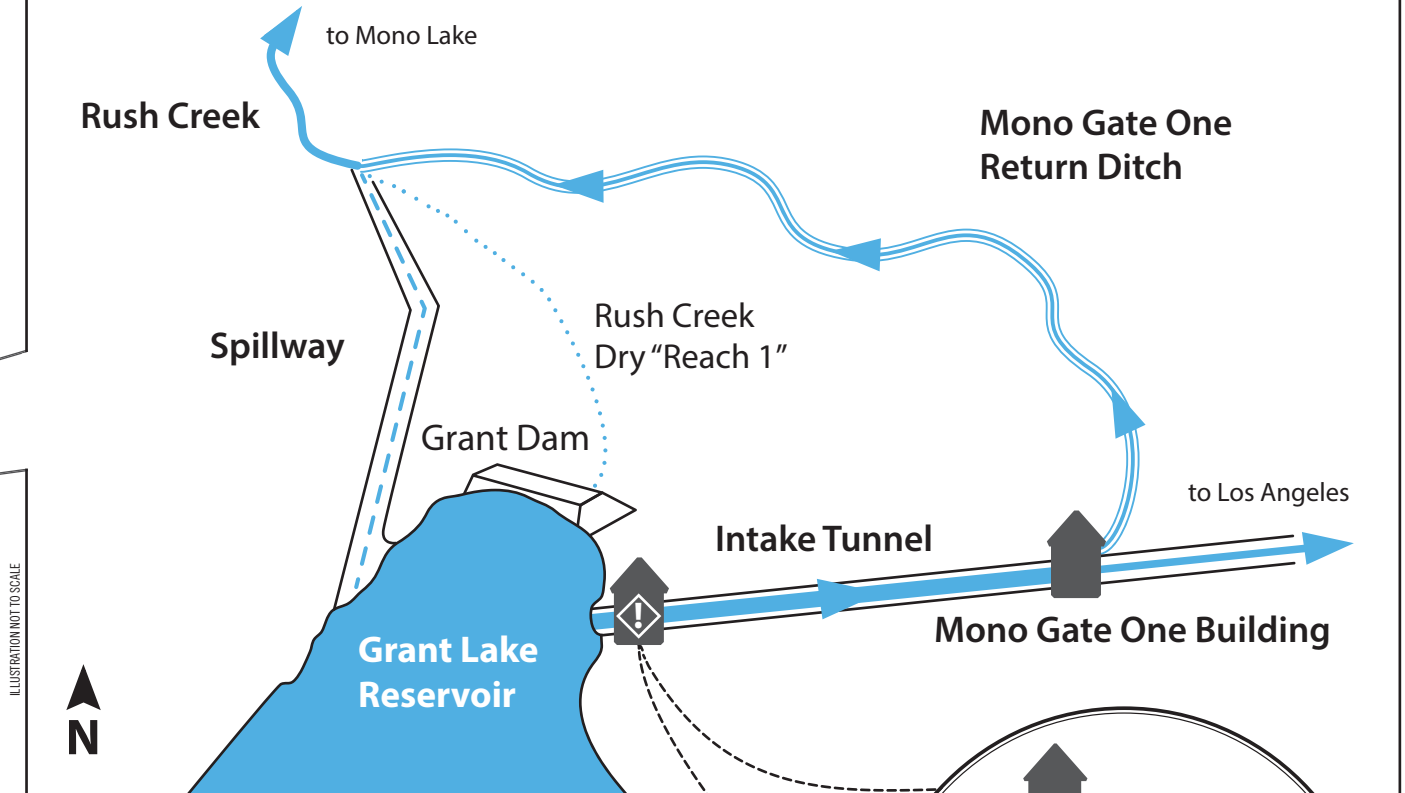 to Mono Lake
Rush Creek
Mono Gate One
Return Ditch
Rush Creek
Dry “Reach 1”
Spillway
Grant Dam
to Los Angeles
Intake Tunnel
!
Mono Gate One Building
Grant Lake
Reservoir
ILLUSTRATION NOT TO SCALE
N